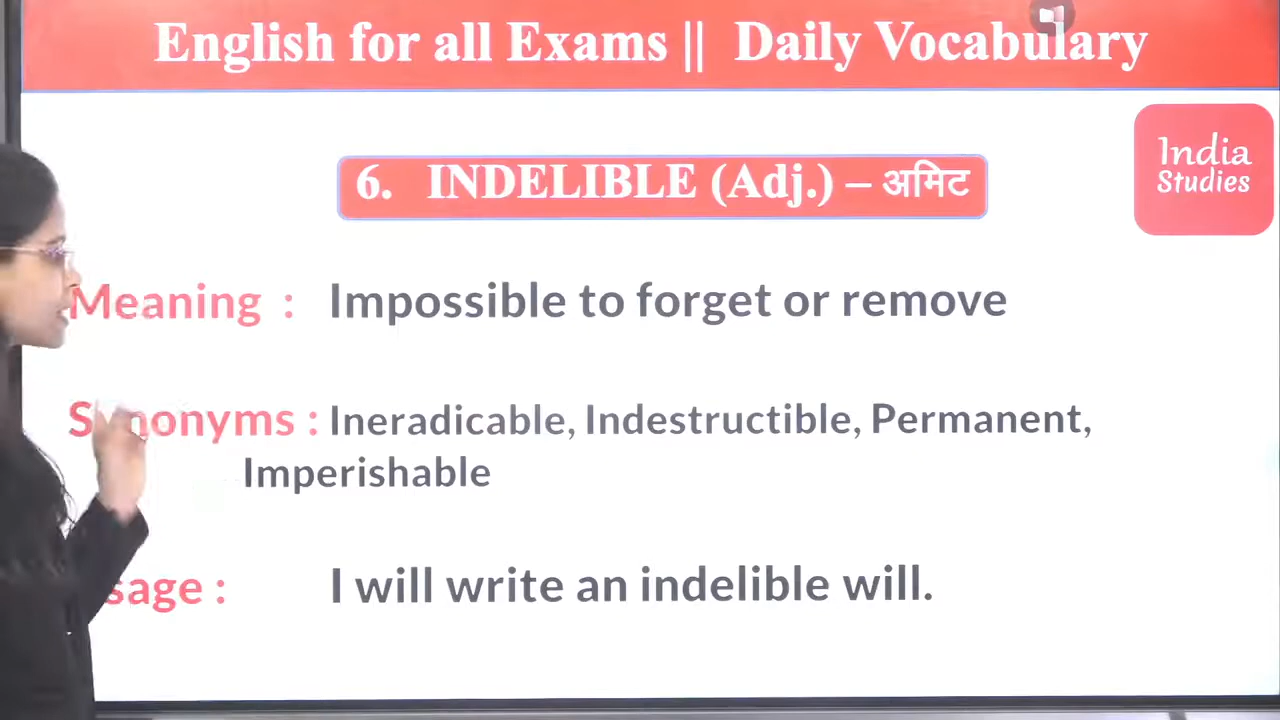 English for all Exams || Daily Vocabulary
India
Studies
6. INDELIBLE (Adj.) – अमिट
Meaning : Impossible to forget or remove
Synonyms : Ineradicable, Indestructible, Permanent,
Imperishable
sage : I will write an indelible will.